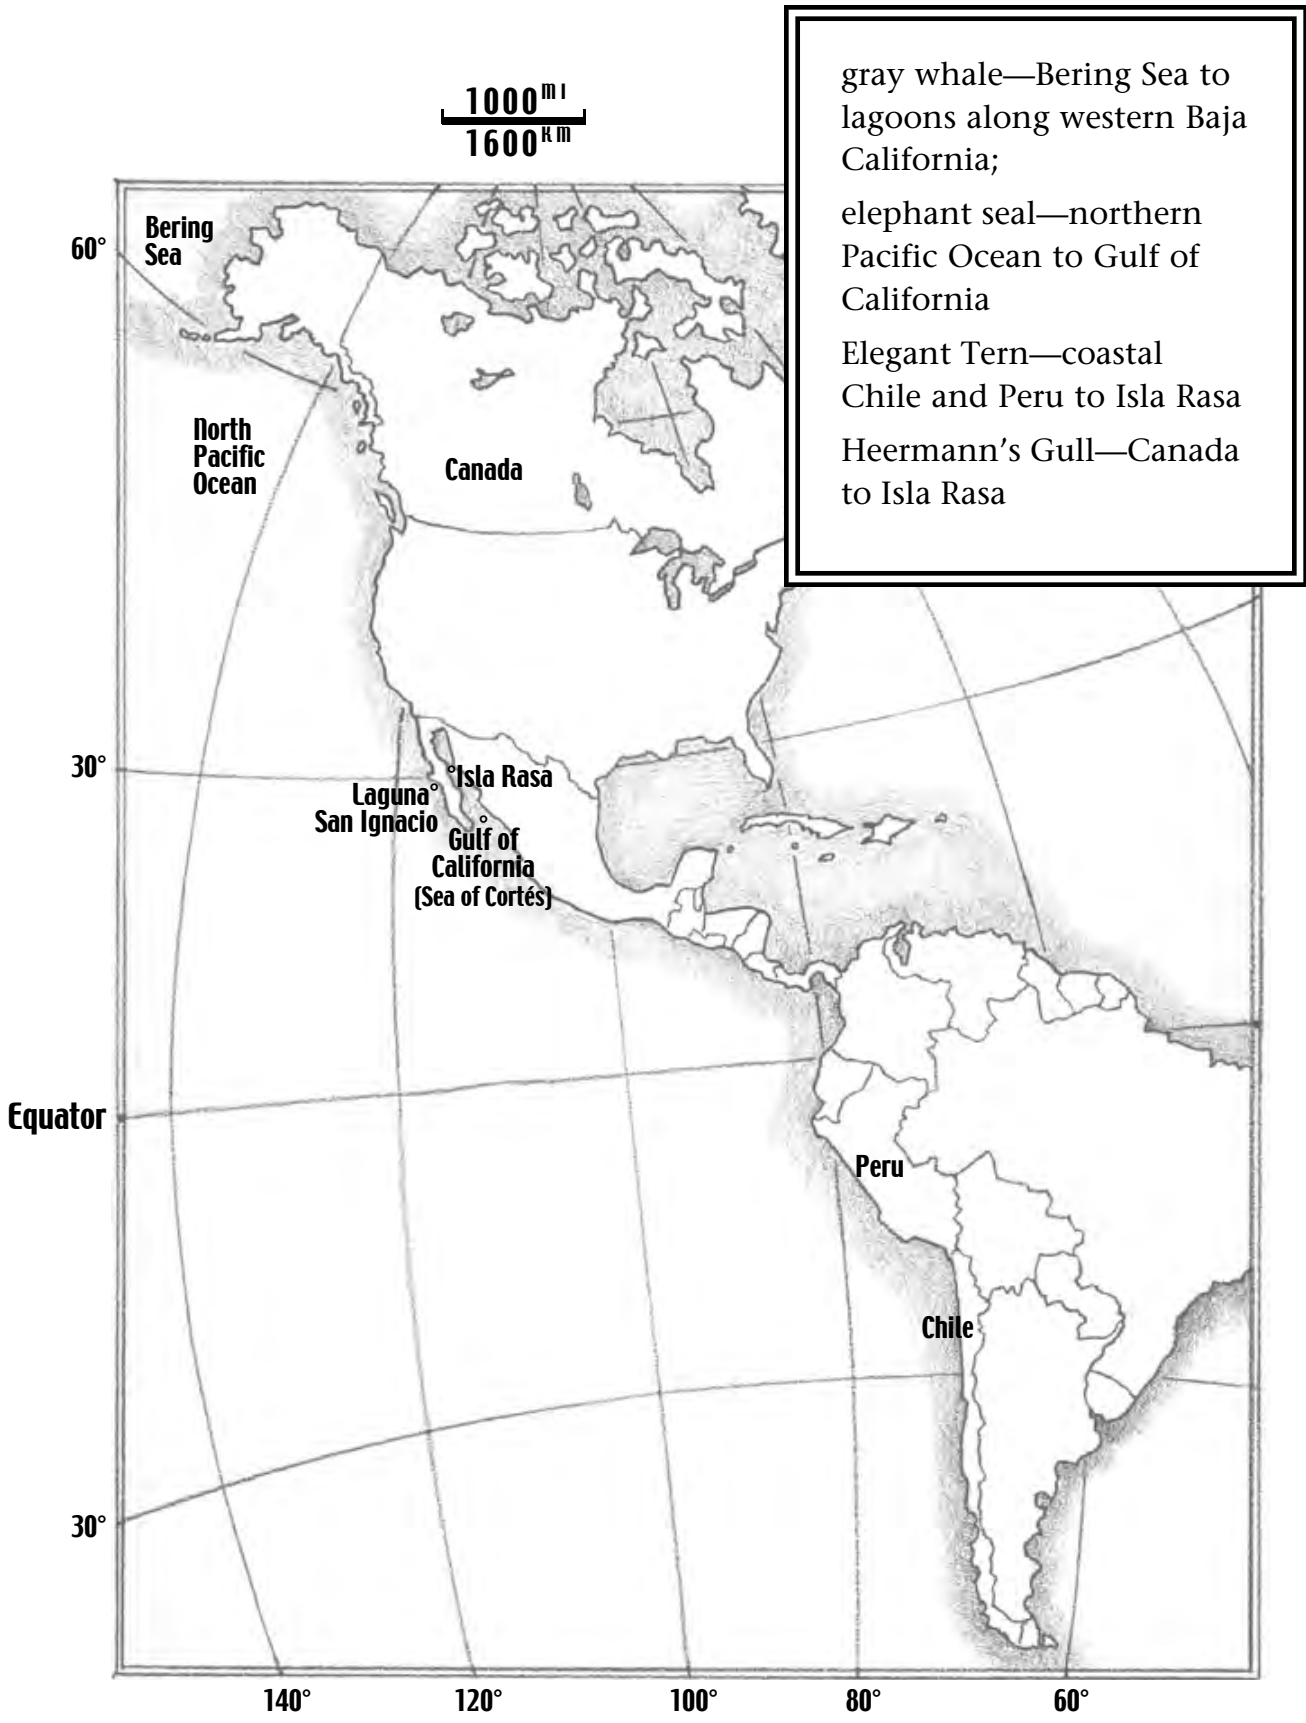 gray whale—Bering Sea to
lagoons along western Baja
California;
elephant seal—northern
Pacific Ocean to Gulf of
California
Elegant Tern—coastal
Chile and Peru to Isla Rasa
Heermann's Gull—Canada
to Isla Rasa
1000 mi
1600 km
Bering
Sea
60°
North
Pacific
Ocean
Canada
30°
Isla Rasa
Laguna
San Ignacio
Gulf of
California
(Sea of Cortés)
Equator
Peru
Chile
30°
140°
120°
100°
80°
60°